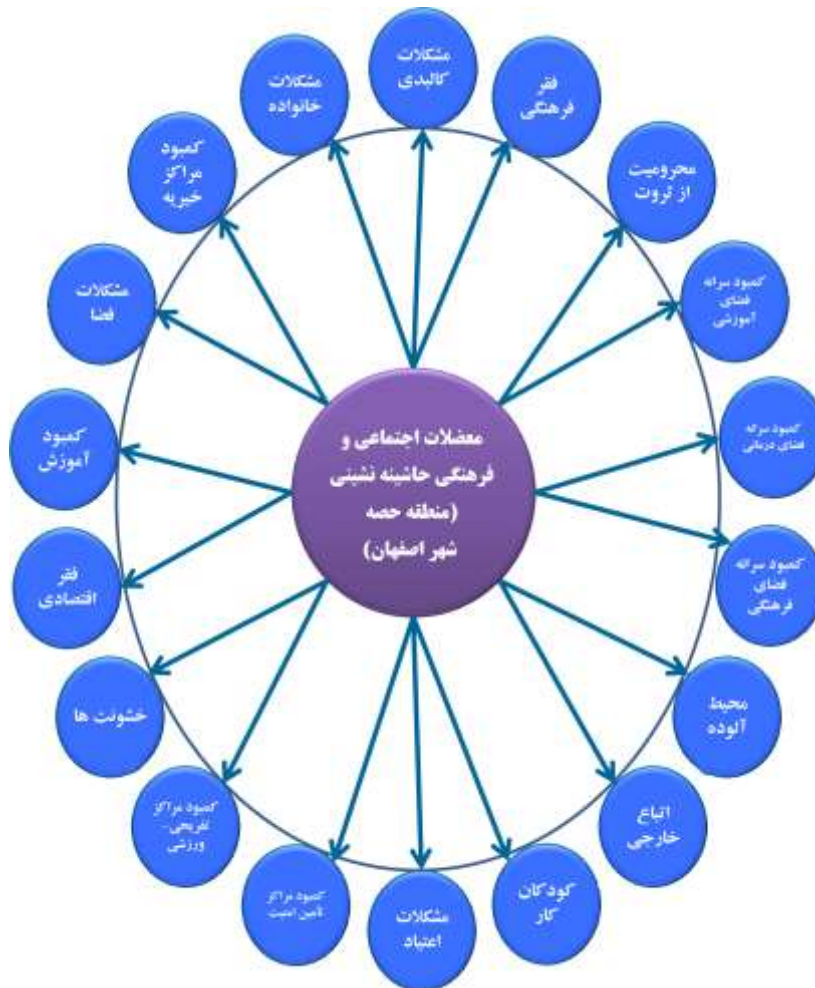 مشکلات
کالبدی
فقر
فرهنگی
محرومیت
از ثروت
کمبود سرانه
فضای
آموزشی
کمبود سرانه
فضای درمانی
کمبود سرانه
فضای
فرهنگی
محیط
آلوده
اتباع
خارجی
کودکان
کار
مشکلات
اعتیاد
کمبود مراکز
تامین امنیت
کمبود مراکز
تفریحی-
ورزشی
خشونت ها
فقر
اقتصادی
کمبود
آموزش
مشکلات
فضا
کمبود
مراکز
خیریه
مشکلات
خانواده
معضلات اجتماعی و
فرهنگی حاشیه نشینی
(منطقه حصه
شهر اصفهان)